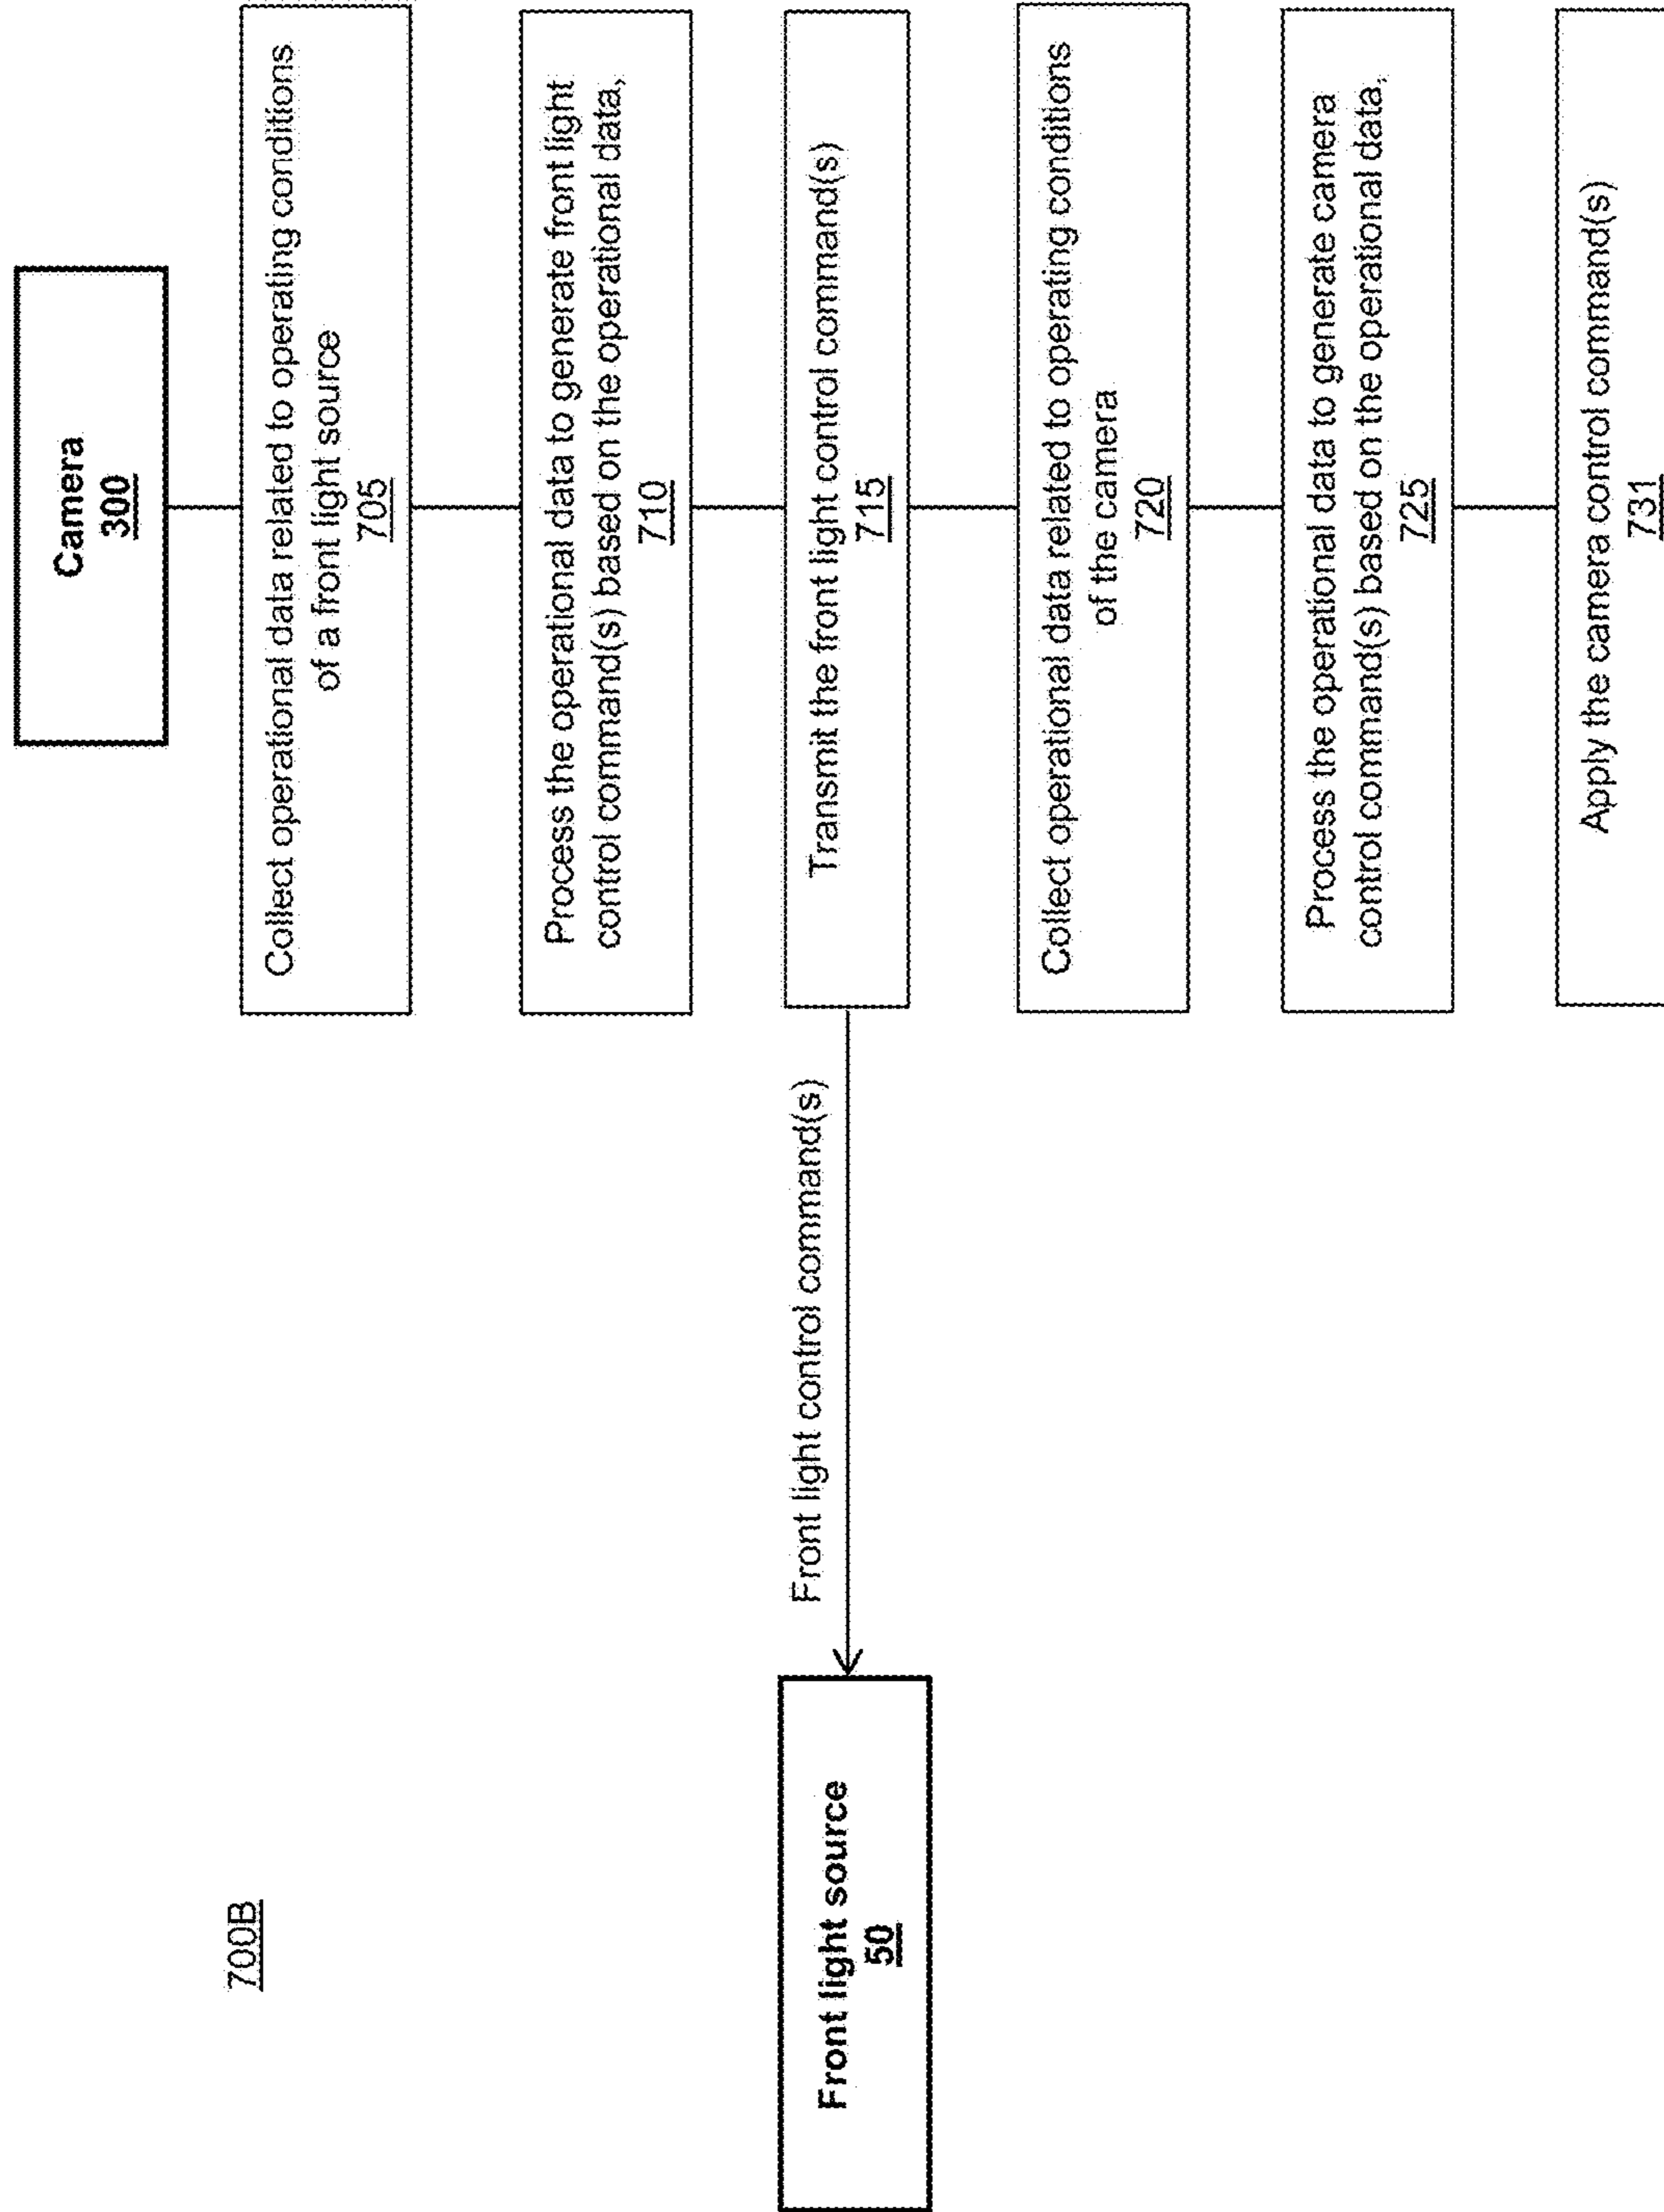 700B
Camera
300
Collect operational data related to operating conditions
of a front light source
705
Process the operational data to generate front light
control command(s) based on the operational data,
710
Transmit the front light control command(s)
715
Front light control command(s)
Front light source
50
Collect operational data related to operating conditions
of the camera
720
Process the operational data to generate camera
control command(s) based on the operational data,
725
Apply the camera control command(s)
731